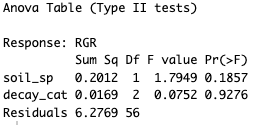 Anova Table (Type II tests)
Response: RGR
Sum Sq Df F value Pr(>F)
soil_sp 0.2012 1 1.7949 0.1857
decay_cat 0.0169 2 0.0752 0.9276
Residuals 6.2769 56